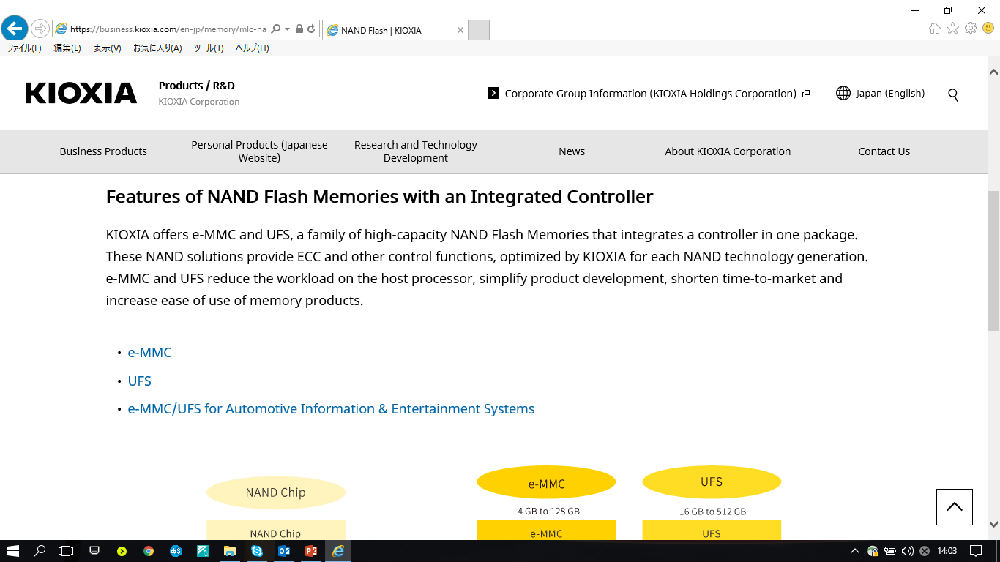 https://business.kioxia.com/en-jp/memory/mlc-na
NAND Flash | KIOXIA
ファイル(F) 編集(E) 表示(V) お気に入り(A) ツール(T) ヘルプ(H)
KIOXIA
Products / R&D
KIOXIA Corporation
Corporate Group Information (KIOXIA Holdings Corporation)
Japan (English)
Business Products
Personal Products (Japanese
Website)
Research and Technology
Development
News
About KIOXIA Corporation
Contact Us
Features of NAND Flash Memories with an Integrated Controller
KIOXIA offers e-MMC and UFS, a family of high-capacity NAND Flash Memories that integrates a controller in one package.
These NAND solutions provide ECC and other control functions, optimized by KIOXIA for each NAND technology generation.
e-MMC and UFS reduce the workload on the host processor, simplify product development, shorten time-to-market and
increase ease of use of memory products.
• e-MMC
• UFS
• e-MMC/UFS for Automotive Information & Entertainment Systems
NAND Chip
e-MMC
UFS
4 GB to 128 GB
16 GB to 512 GB
NAND Chip
e-MMC
UFS
14:03